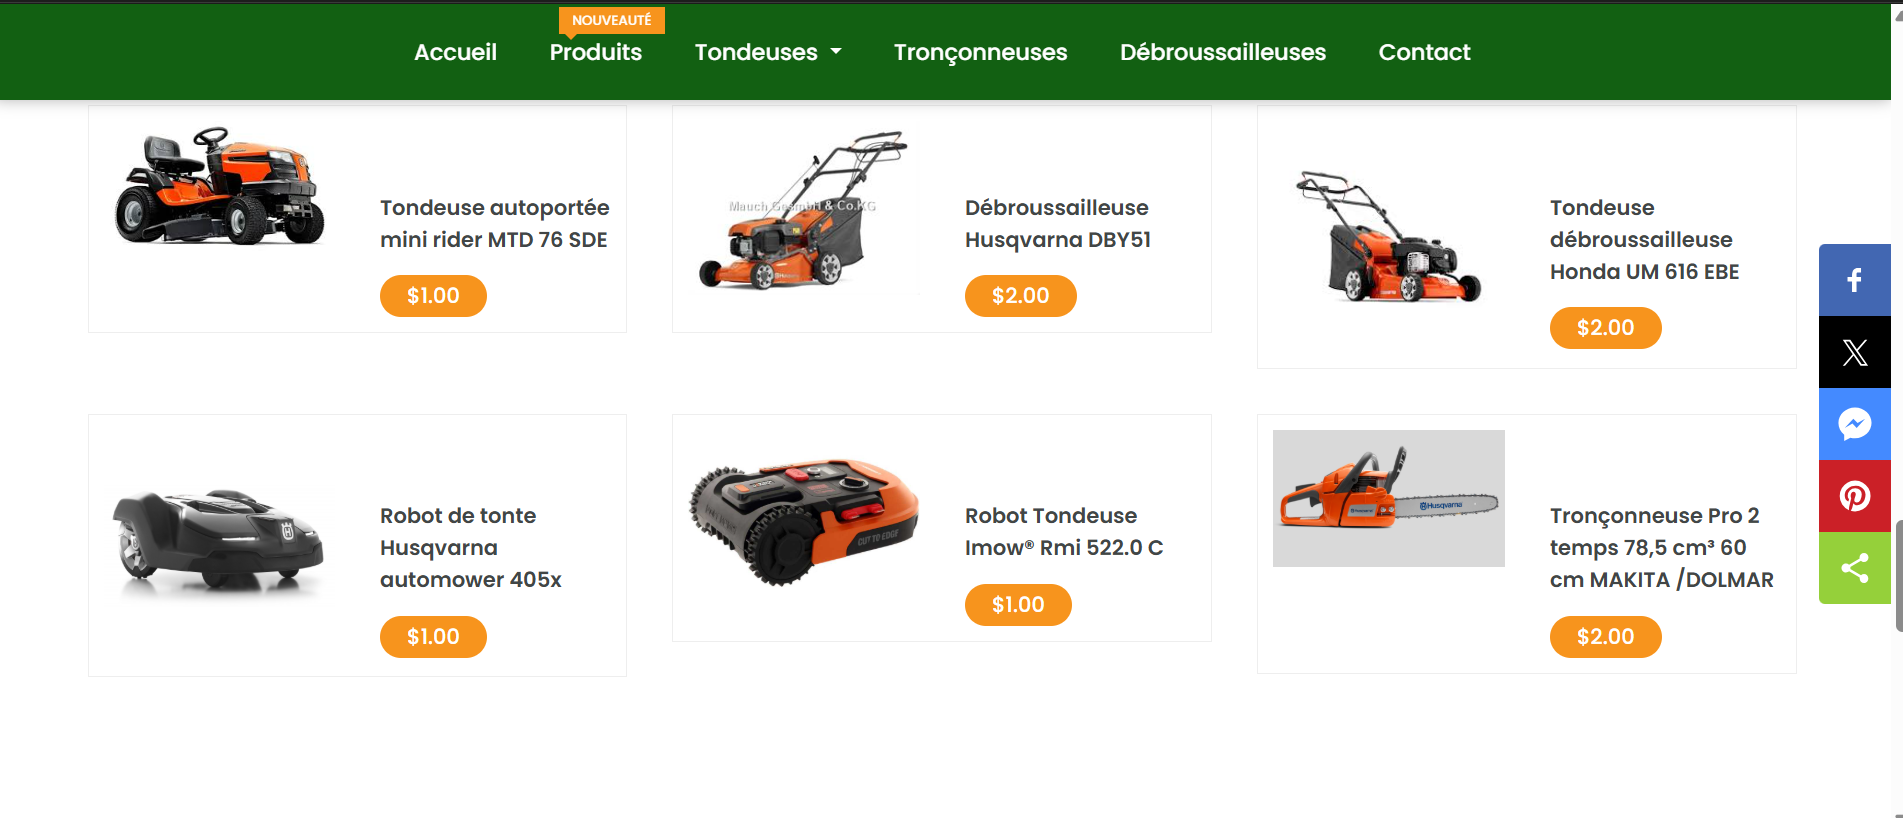 NOUVEAUTÉ
Accueil Produits Tondeuses Tronçonneuses Débroussailleuses Contact
Tondeuse autoportée
mini rider MTD 76 SDE
$1.00
Mauch GesmbH & Co.KG
Débroussailleuse
Husqvarna DBY51
$2.00
Tondeuse
débroussailleuse
Honda UM 616 EBE
$2.00
Robot de tonte
Husqvarna
automower 405x
$1.00
CUT TO EDGE
Robot Tondeuse
Imow® Rmi 522.0 C
$1.00
Husqvarna
Tronçonneuse Pro 2
temps 78,5 cm³ 60
cm MAKITA /DOLMAR
$2.00